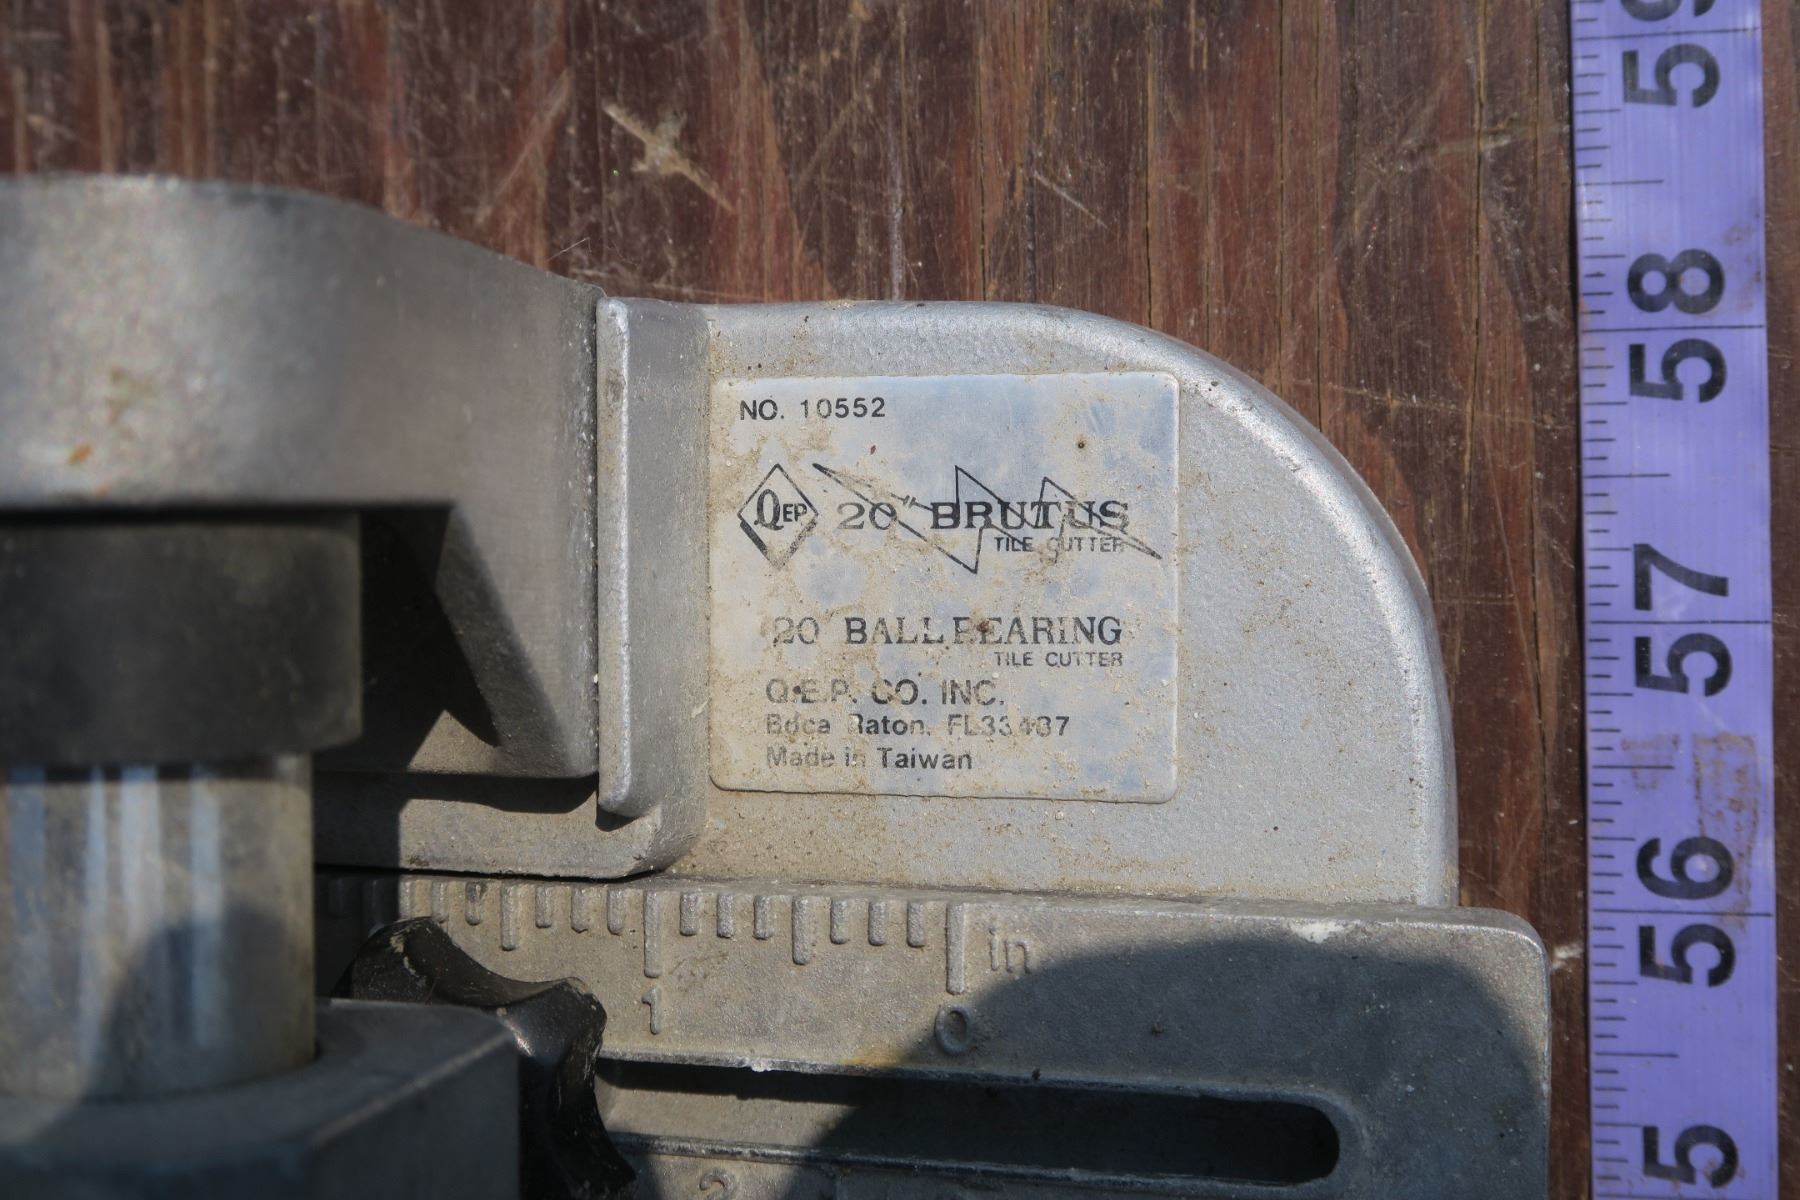 NO. 10552
QEP 20" BRUTUS
TILE CUTTER
20" BALL BEARING
TILE CUTTER
Q.E.P. CO. INC.
Boca Raton, FL33487
Made in Taiwan
in
1 0
2
59
58
58
57
57
56
56
5